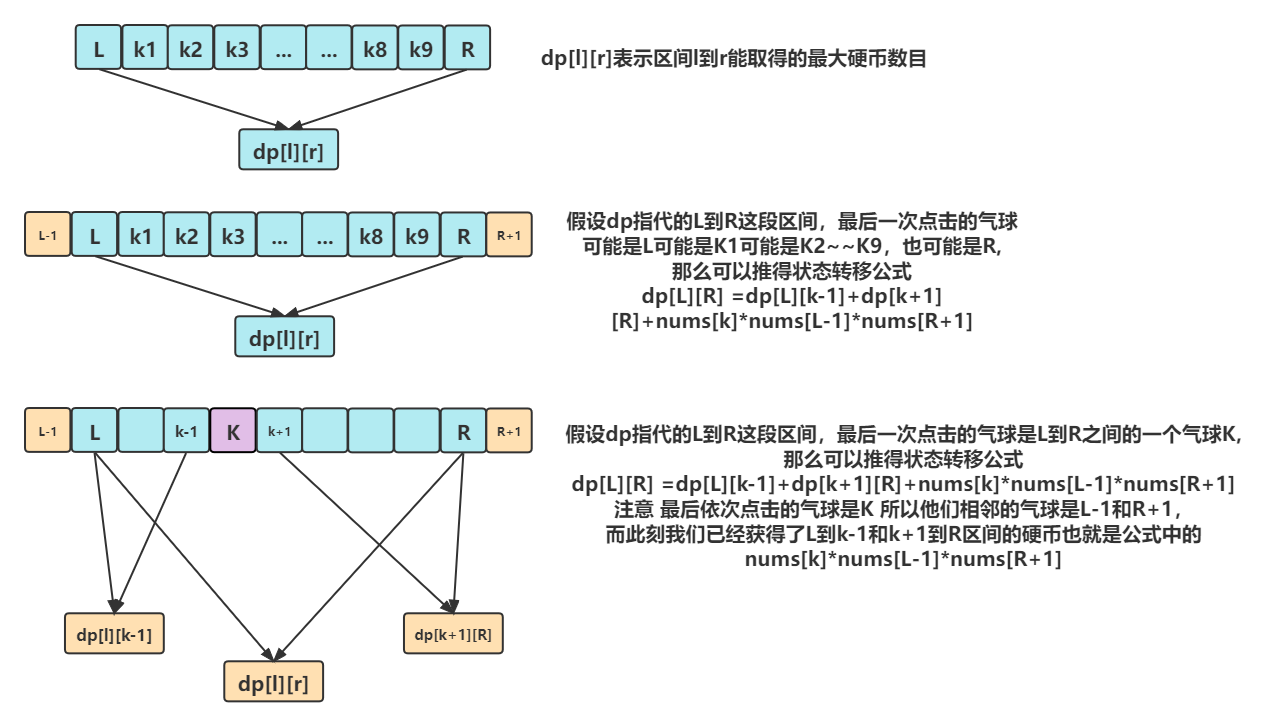 L k1 k2 k3 ... ... k8 k9 R
dp[l][r]表示区间l到r能取得的最大硬币数目
dp[l][r]
L-1 L k1 k2 k3 ... ... k8 k9 R R+1
假设dp指代的L到R这段区间，最后一次点击的气球
可能是L可能是K1可能是K2~~K9，也可能是R,
那么可以推得状态转移公式
dp[L][R] =dp[L][k-1]+dp[k+1]
[R]+nums[k]*nums[L-1]*nums[R+1]
dp[l][r]
L-1 L k-1 K k+1 R R+1
假设dp指代的L到R这段区间，最后一次点击的气球是L到R之间的一个气球K,
那么可以推得状态转移公式
dp[L][R] =dp[L][k-1]+dp[k+1][R]+nums[k]*nums[L-1]*nums[R+1]
注意 最后依次点击的气球是K 所以他们相邻的气球是L-1和R+1，
而此刻我们已经获得了L到k-1和k+1到R区间的硬币也就是公式中的
nums[k]*nums[L-1]*nums[R+1]
dp[l][k-1]
dp[k+1][R]
dp[l][r]